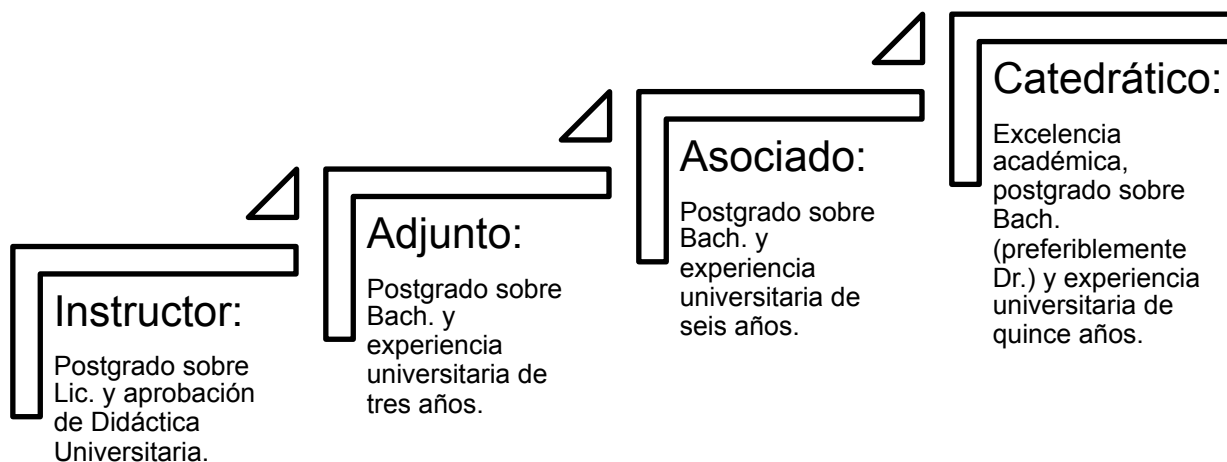 Instructor:
Postgrado sobre
Lic. y aprobación
de Didáctica
Universitaria.
Adjunto:
Postgrado sobre
Bach. y
experiencia
universitaria de
tres años.
Asociado:
Postgrado sobre
Bach. y
experiencia
universitaria de
seis años.
Catedrático:
Excelencia
académica,
postgrado sobre
Bach.
(preferiblemente
Dr.) y experiencia
universitaria de
quince años.